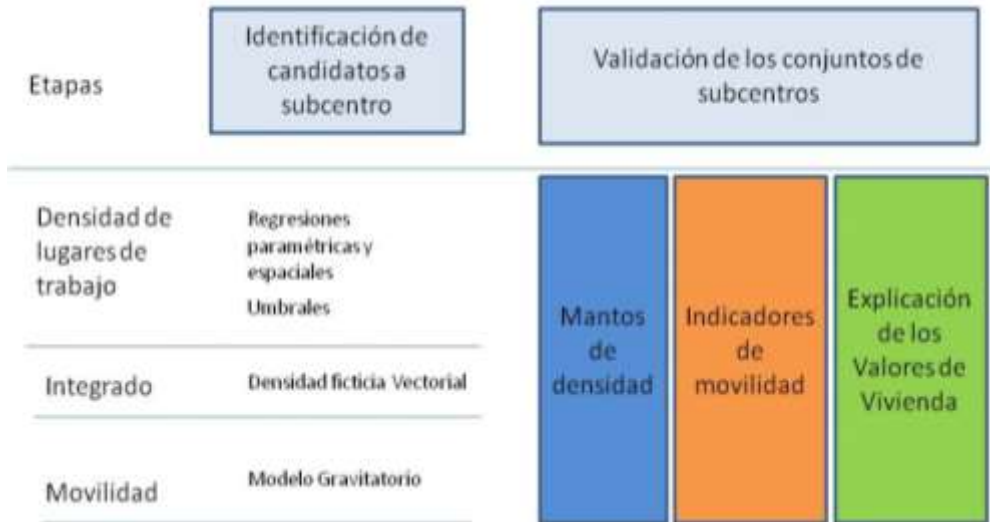 Etapas
Identificación de
candidatos a
subcentro
Validación de los conjuntos de
subcentros
Densidad de
lugares de
trabajo
Regresiones
paramétricas y
espaciales
Umbrales
Integrado
Densidad ficticia Vectorial
Movilidad
Modelo Gravitatorio
Mantos
de
densidad
Indicadores
de
movilidad
Explicación
de los
Valores de
Vivienda